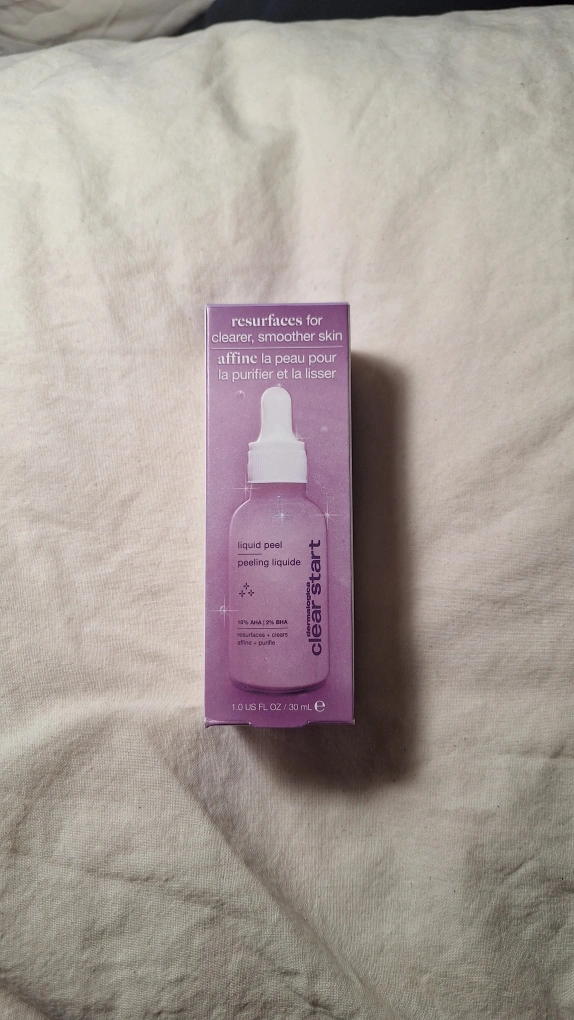 resurfaces for
clearer, smoother skin
affine la peau pour
la purifier et la lisser
liquid peel
peeling liquide
10% AHA | 2% BHA
resurfaces + clears
affine + purifie
dermalogica
clear start
1.0 US FL OZ / 30 mL ℮